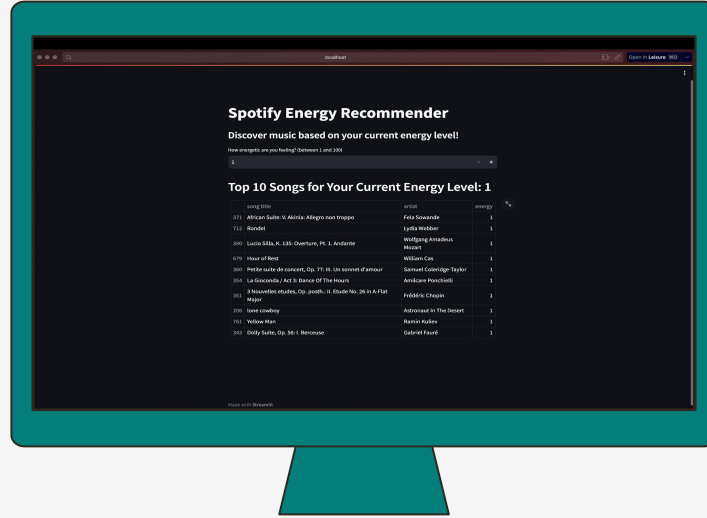 localhost
Open in Leisure ⌘O
Spotify Energy Recommender
Discover music based on your current energy level!
How energetic are you feeling? (between 1 and 100)
1 - +
Top 10 Songs for Your Current Energy Level: 1
song title artist energy
371 African Suite: V. Akinla: Allegro non troppo Fela Sowande 1
712 Rondel Lydia Webber 1
390 Lucio Silla, K. 135: Overture, Pt. 1. Andante Wolfgang Amadeus
Mozart 1
679 Hour of Rest William Cas 1
360 Petite suite de concert, Op. 77: III. Un sonnet d'amour Samuel Coleridge-Taylor 1
354 La Gioconda / Act 3: Dance Of The Hours Amilcare Ponchielli 1
351 3 Nouvelles etudes, Op. posth.: II. Etude No. 26 in A-Flat
Major Frédéric Chopin 1
206 lone cowboy Astronaut In The Desert 1
761 Yellow Man Ramin Kuliev 1
343 Dolly Suite, Op. 56: I. Berceuse Gabriel Fauré 1
Made with Streamlit